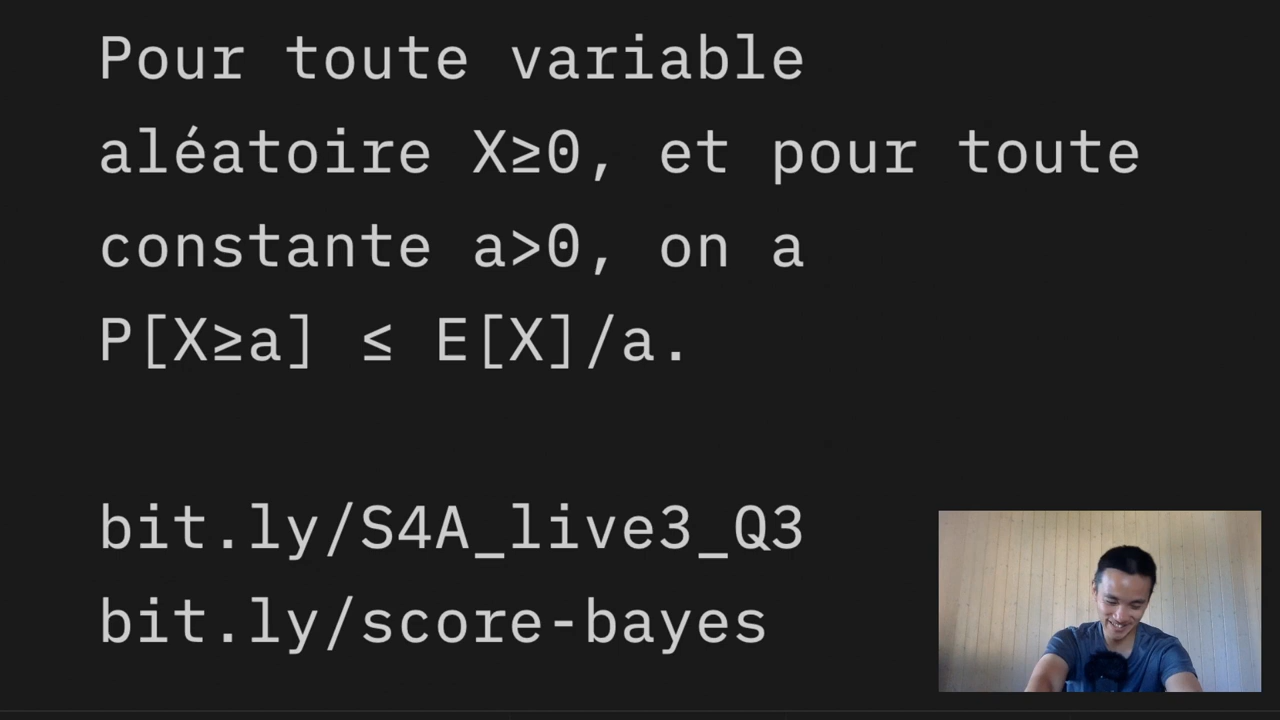 Pour toute variable
aléatoire X≥0, et pour toute
constante a>0, on a
P[X≥a] ≤ E[X]/a.
bit.ly/S4A_live3_Q3
bit.ly/score-bayes